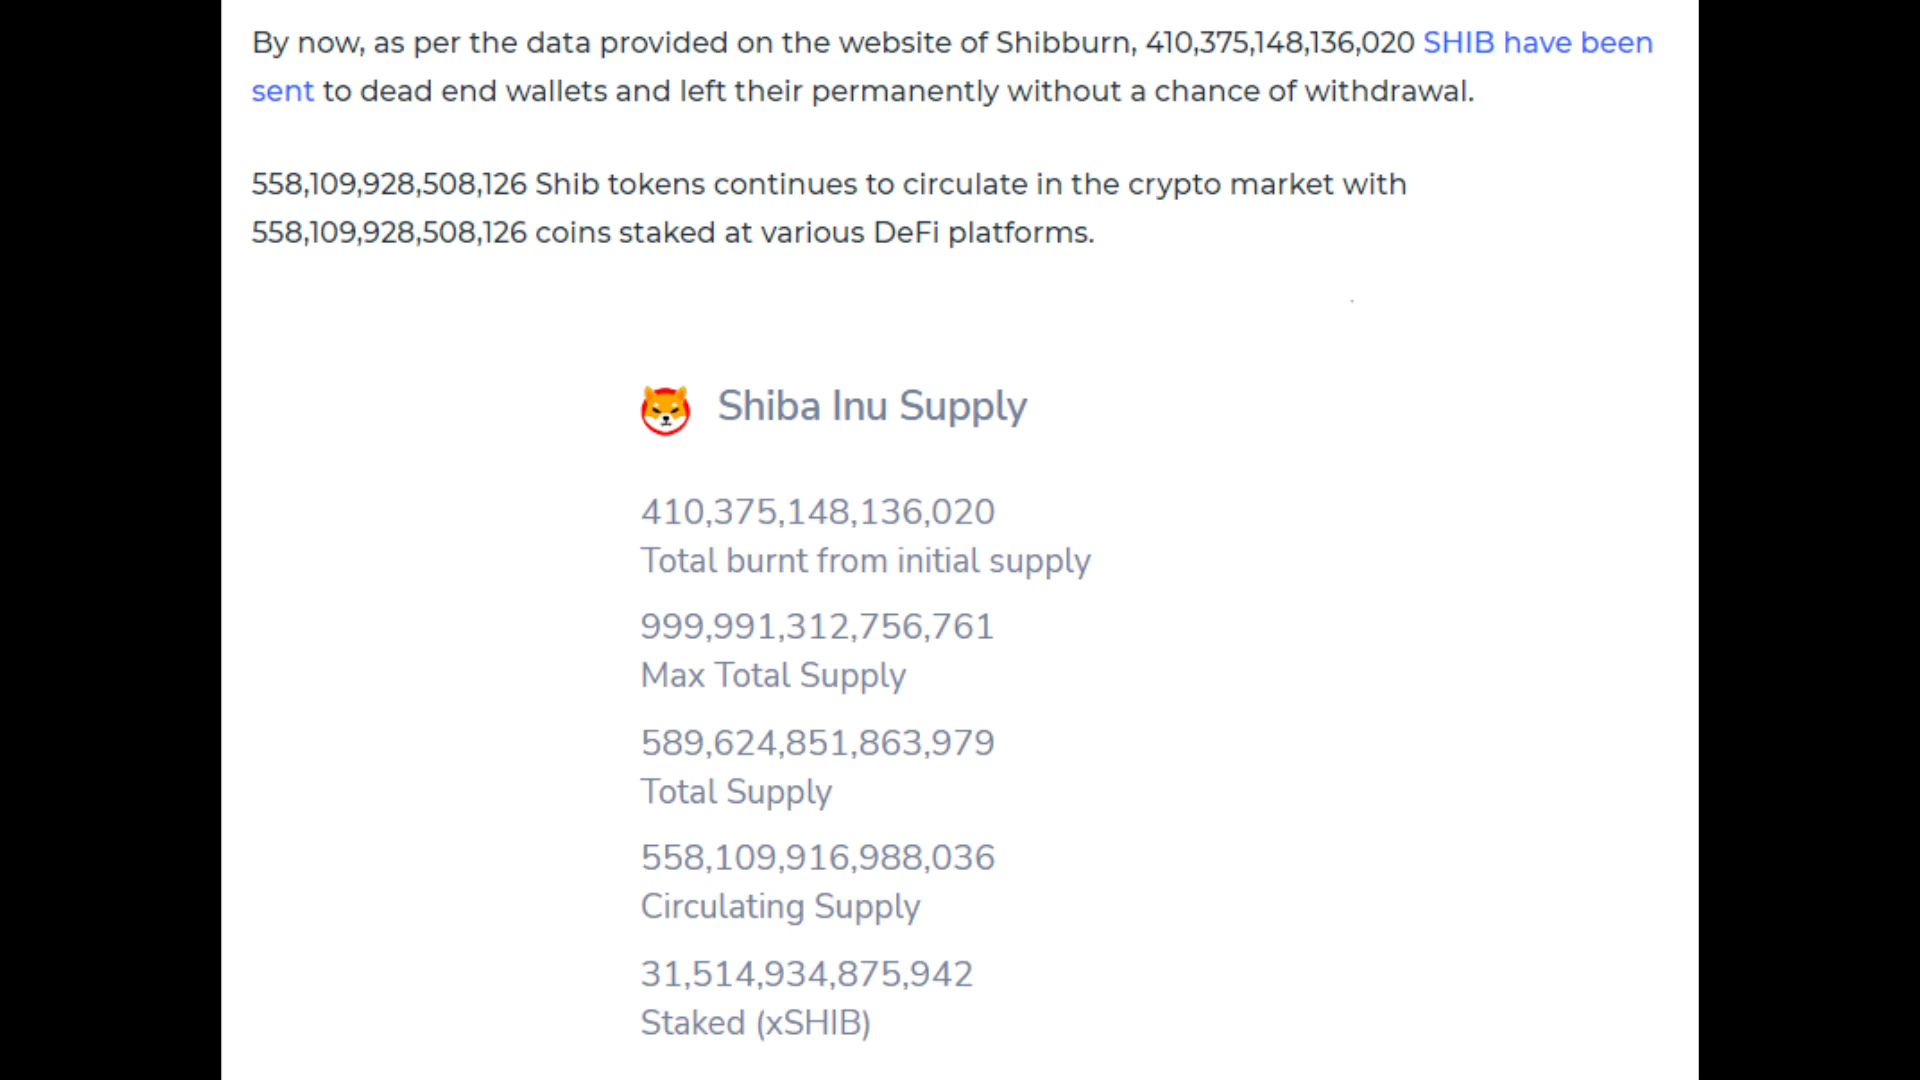 By now, as per the data provided on the website of Shibburn, 410,375,148,136,020 SHIB have been
sent to dead end wallets and left their permanently without a chance of withdrawal.
558,109,928,508,126 Shib tokens continues to circulate in the crypto market with
558,109,928,508,126 coins staked at various DeFi platforms.
Shiba Inu Supply
410,375,148,136,020
Total burnt from initial supply
999,991,312,756,761
Max Total Supply
589,624,851,863,979
Total Supply
558,109,916,988,036
Circulating Supply
31,514,934,875,942
Staked (xSHIB)